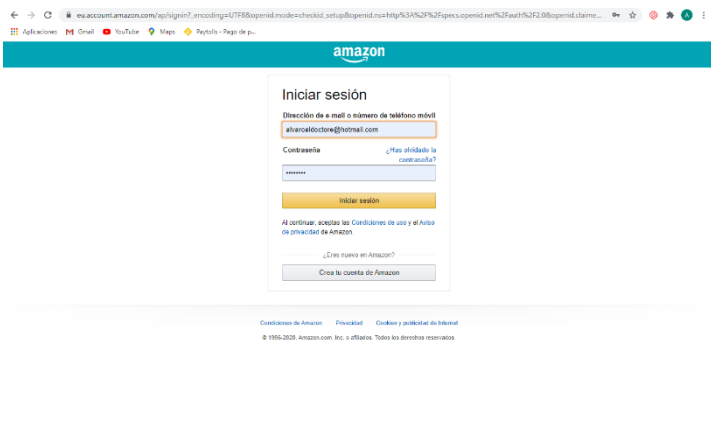 eu.account.amazon.com/ap/signin?_encoding=UTF8&openid.mode=checkid_setup&openid.ns=http%3A%2F%2Fspecs.openid.net%2Fauth%2F2.0&openid.claime...
Aplicaciones Gmail YouTube Maps Paytolls - Pago de p...
amazon
Iniciar sesión
Dirección de e-mail o número de teléfono móvil
alvaroaldoctore@hotmail.com
Contraseña ¿Has olvidado la
contraseña?
••••••••
Iniciar sesión
Al continuar, aceptas las Condiciones de uso y el Aviso
de privacidad de Amazon.
¿Eres nuevo en Amazon?
Crea tu cuenta de Amazon
Condiciones de Amazon Privacidad Cookies y publicidad de Internet
© 1996-2020, Amazon.com, Inc. o afiliados. Todos los derechos reservados.